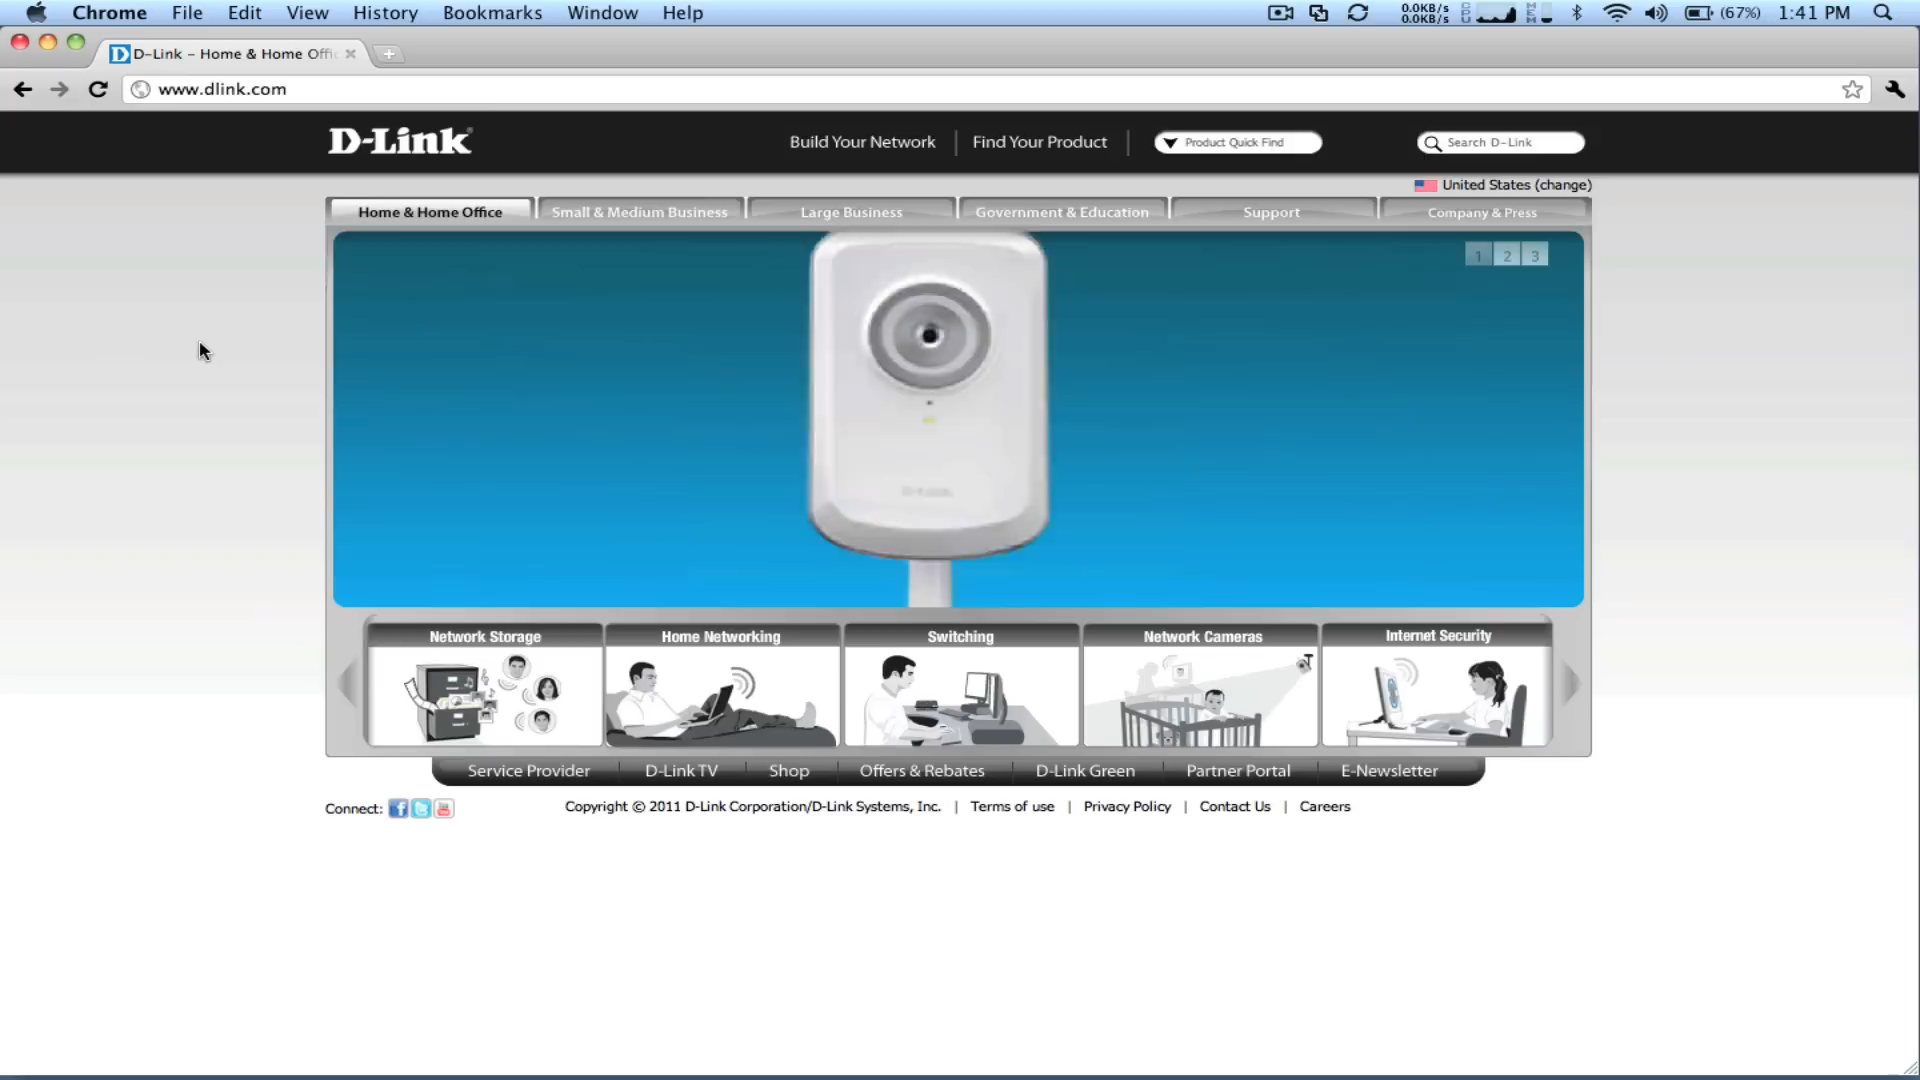 Chrome File Edit View History Bookmarks Window Help 0.0KB/s 0.0KB/s CPU MEM (67%) 1:41 PM
D-Link - Home & Home Offi
www.dlink.com
D-Link Build Your Network Find Your Product Product Quick Find Search D-Link
United States (change)
Home & Home Office Small & Medium Business Large Business Government & Education Support Company & Press
1 2 3
D-Link
Network Storage Home Networking Switching Network Cameras Internet Security
Service Provider D-Link TV Shop Offers & Rebates D-Link Green Partner Portal E-Newsletter
Connect: Copyright © 2011 D-Link Corporation/D-Link Systems, Inc. | Terms of use | Privacy Policy | Contact Us | Careers